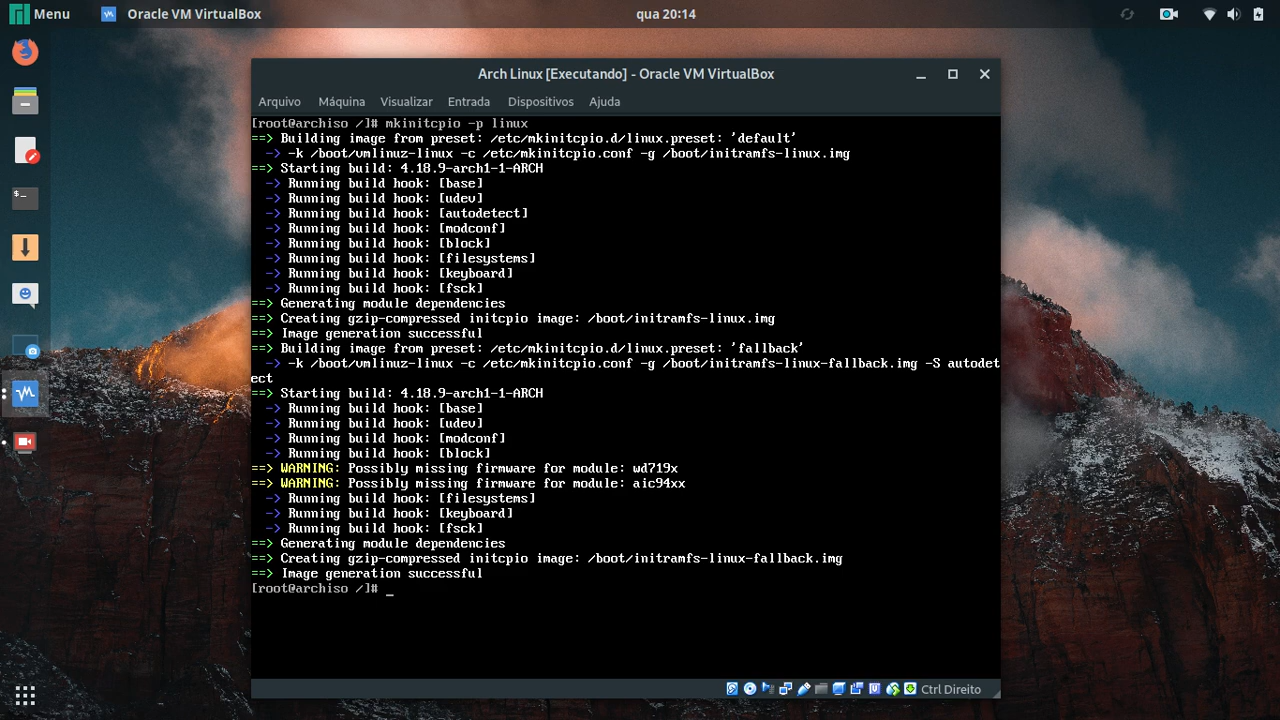 Menu Oracle VM VirtualBox qua 20:14
Arch Linux [Executando] - Oracle VM VirtualBox
Arquivo Máquina Visualizar Entrada Dispositivos Ajuda
[root@archiso /]# mkinitcpio -p linux
==> Building image from preset: /etc/mkinitcpio.d/linux.preset: 'default'
-> -k /boot/vmlinuz-linux -c /etc/mkinitcpio.conf -g /boot/initramfs-linux.img
==> Starting build: 4.18.9-arch1-1-ARCH
-> Running build hook: [base]
-> Running build hook: [udev]
-> Running build hook: [autodetect]
-> Running build hook: [modconf]
-> Running build hook: [block]
-> Running build hook: [filesystems]
-> Running build hook: [keyboard]
-> Running build hook: [fsck]
==> Generating module dependencies
==> Creating gzip-compressed initcpio image: /boot/initramfs-linux.img
==> Image generation successful
==> Building image from preset: /etc/mkinitcpio.d/linux.preset: 'fallback'
-> -k /boot/vmlinuz-linux -c /etc/mkinitcpio.conf -g /boot/initramfs-linux-fallback.img -S autodet
ect
==> Starting build: 4.18.9-arch1-1-ARCH
-> Running build hook: [base]
-> Running build hook: [udev]
-> Running build hook: [modconf]
-> Running build hook: [block]
==> WARNING: Possibly missing firmware for module: wd719x
==> WARNING: Possibly missing firmware for module: aic94xx
-> Running build hook: [filesystems]
-> Running build hook: [keyboard]
-> Running build hook: [fsck]
==> Generating module dependencies
==> Creating gzip-compressed initcpio image: /boot/initramfs-linux-fallback.img
==> Image generation successful
[root@archiso /]# _
Ctrl Direito